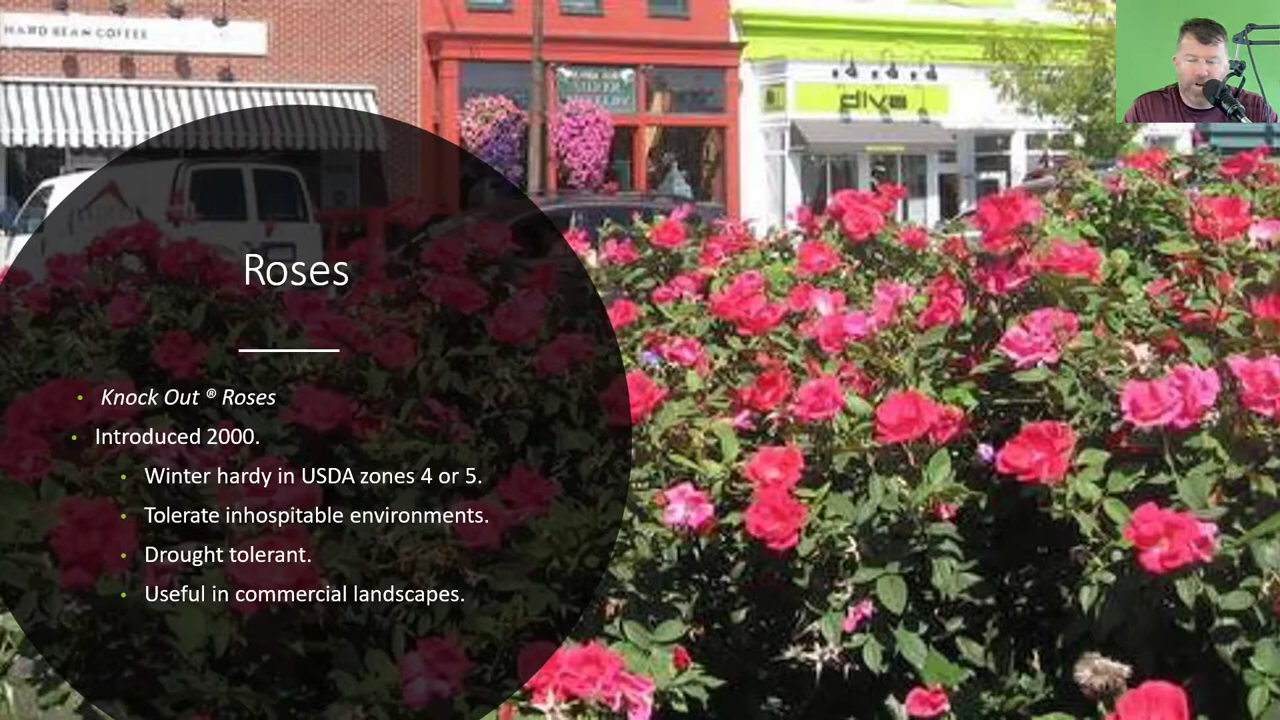 HARD BEAN COFFEE
diva
Roses
Knock Out ® Roses
Introduced 2000.
Winter hardy in USDA zones 4 or 5.
Tolerate inhospitable environments.
Drought tolerant.
Useful in commercial landscapes.